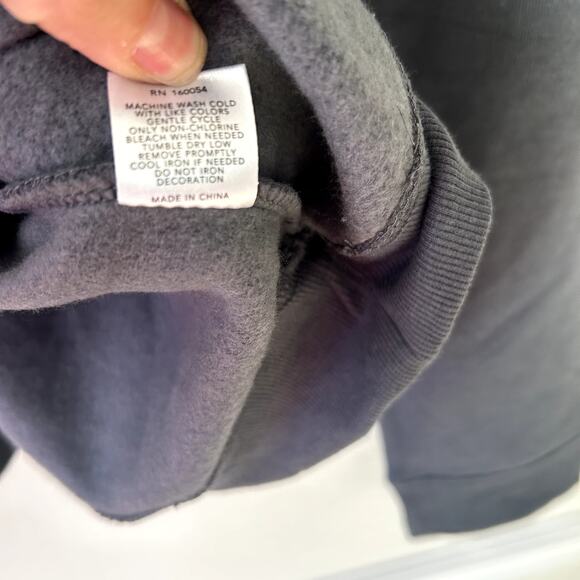 RN 160054
MACHINE WASH COLD
WITH LIKE COLORS
GENTLE CYCLE
ONLY NON-CHLORINE
BLEACH WHEN NEEDED
TUMBLE DRY LOW
REMOVE PROMPTLY
COOL IRON IF NEEDED
DO NOT IRON
DECORATION
MADE IN CHINA